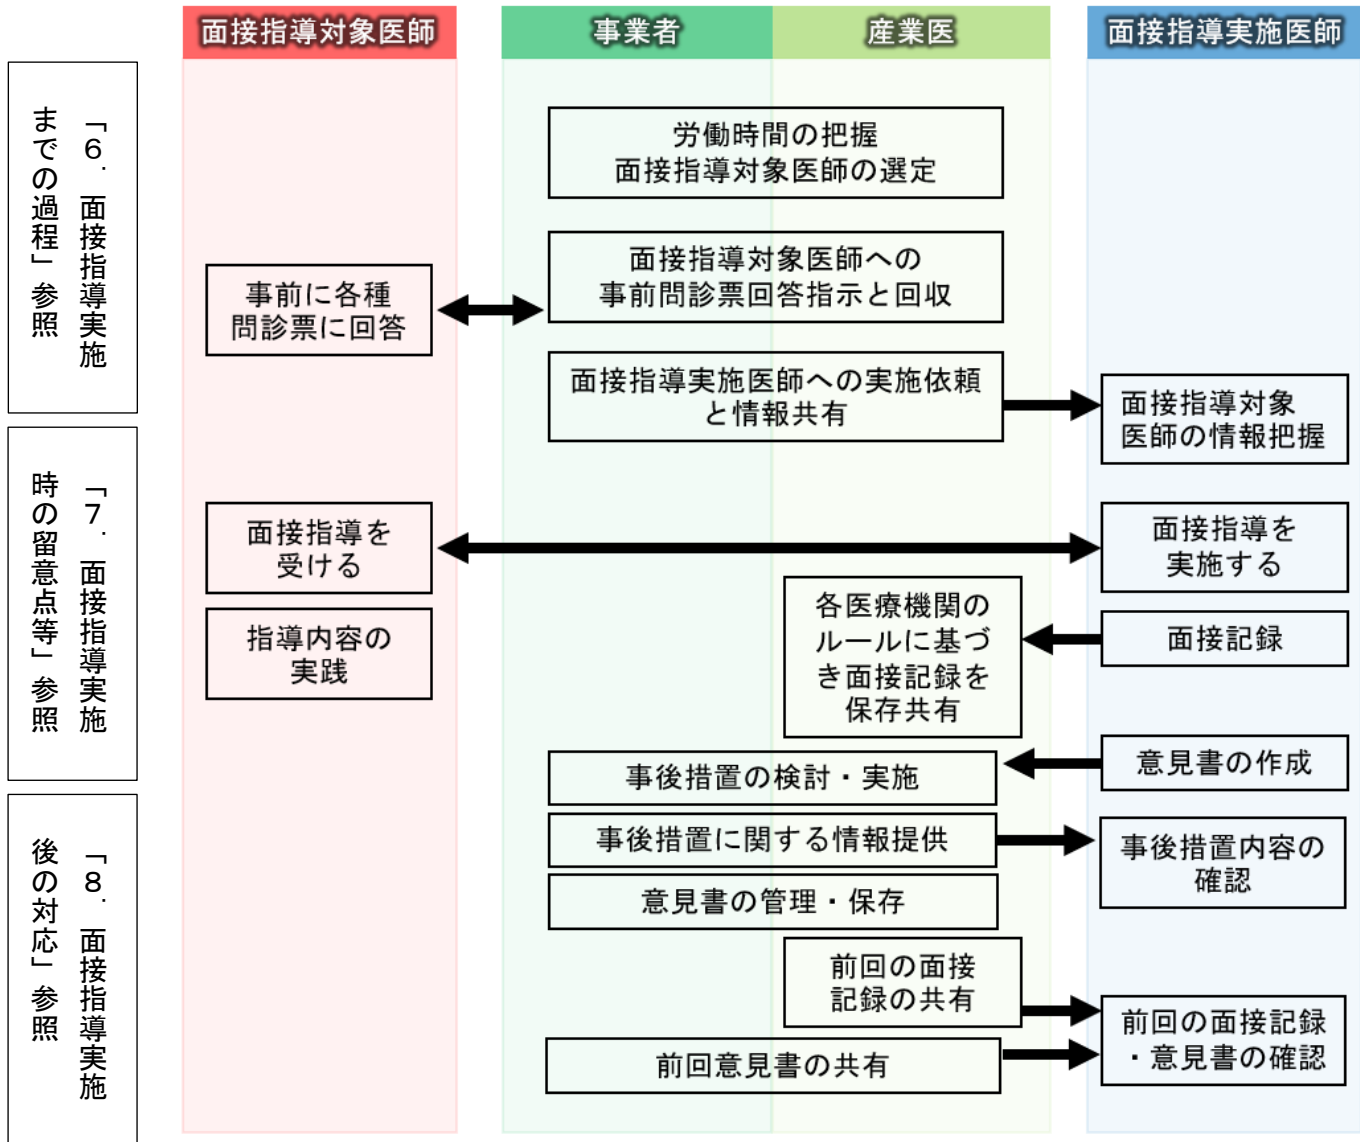 面接指導対象医師
事業者
産業医
面接指導実施医師
「６．面接指導実施
までの過程」参照
労働時間の把握
面接指導対象医師の選定
事前に各種
問診票に回答
面接指導対象医師への
事前問診票回答指示と回収
面接指導実施医師への実施依頼
と情報共有
面接指導対象
医師の情報把握
「７．面接指導実施
時の留意点等」参照
面接指導を
受ける
面接指導を
実施する
指導内容の
実践
各医療機関の
ルールに基づ
き面接記録を
保存共有
面接記録
事後措置の検討・実施
意見書の作成
「８．面接指導実施
後の対応」参照
事後措置に関する情報提供
事後措置内容の
確認
意見書の管理・保存
前回の面接
記録の共有
前回意見書の共有
前回の面接記録
・意見書の確認